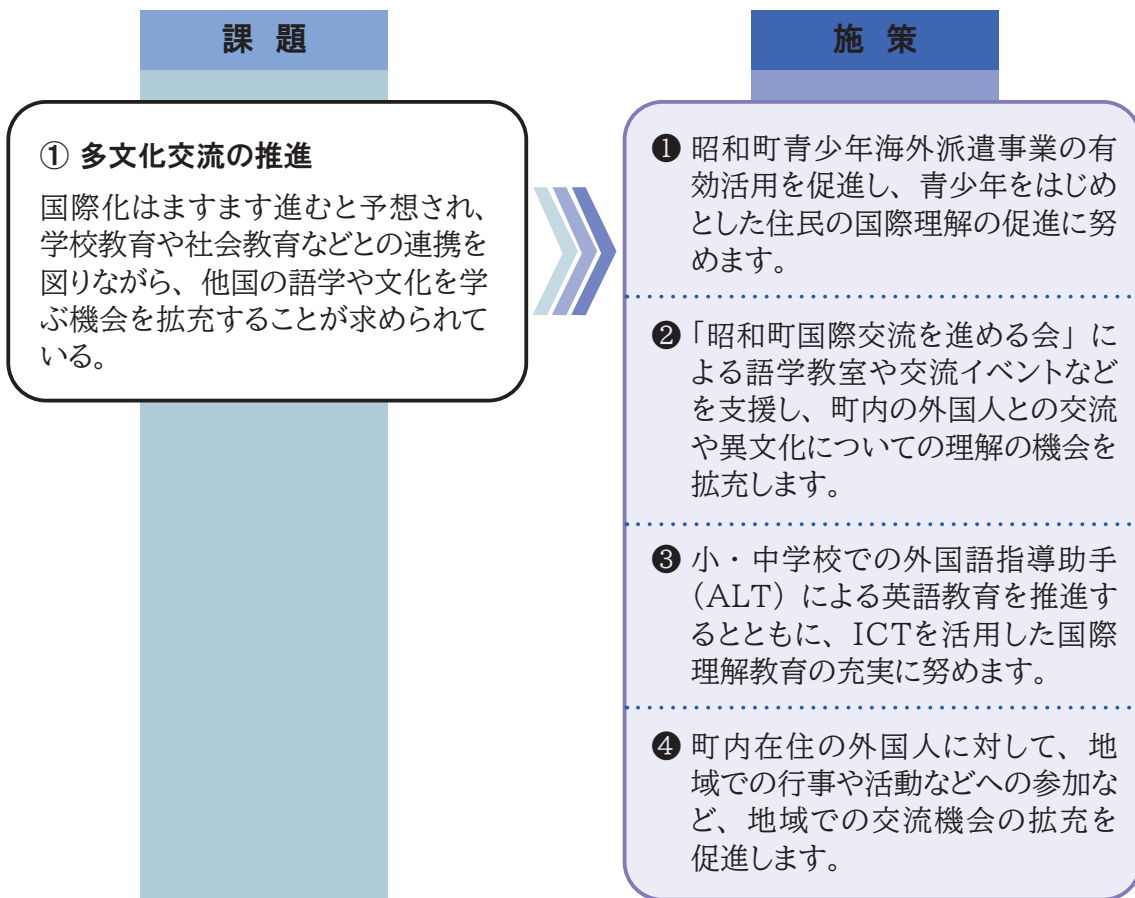 課題
① 多文化交流の推進
国際化はますます進むと予想され、
学校教育や社会教育などとの連携を
図りながら、他国の語学や文化を学
ぶ機会を拡充することが求められて
いる。
施策
❶ 昭和町青少年海外派遣事業の有
効活用を促進し、青少年をはじめ
とした住民の国際理解の促進に努
めます。
❷「昭和町国際交流を進める会」に
よる語学教室や交流イベントなど
を支援し、町内の外国人との交流
や異文化についての理解の機会を
拡充します。
❸ 小・中学校での外国語指導助手
（ALT）による英語教育を推進す
るとともに、ICTを活用した国際
理解教育の充実に努めます。
❹ 町内在住の外国人に対して、地
域での行事や活動などへの参加な
ど、地域での交流機会の拡充を
促進します。